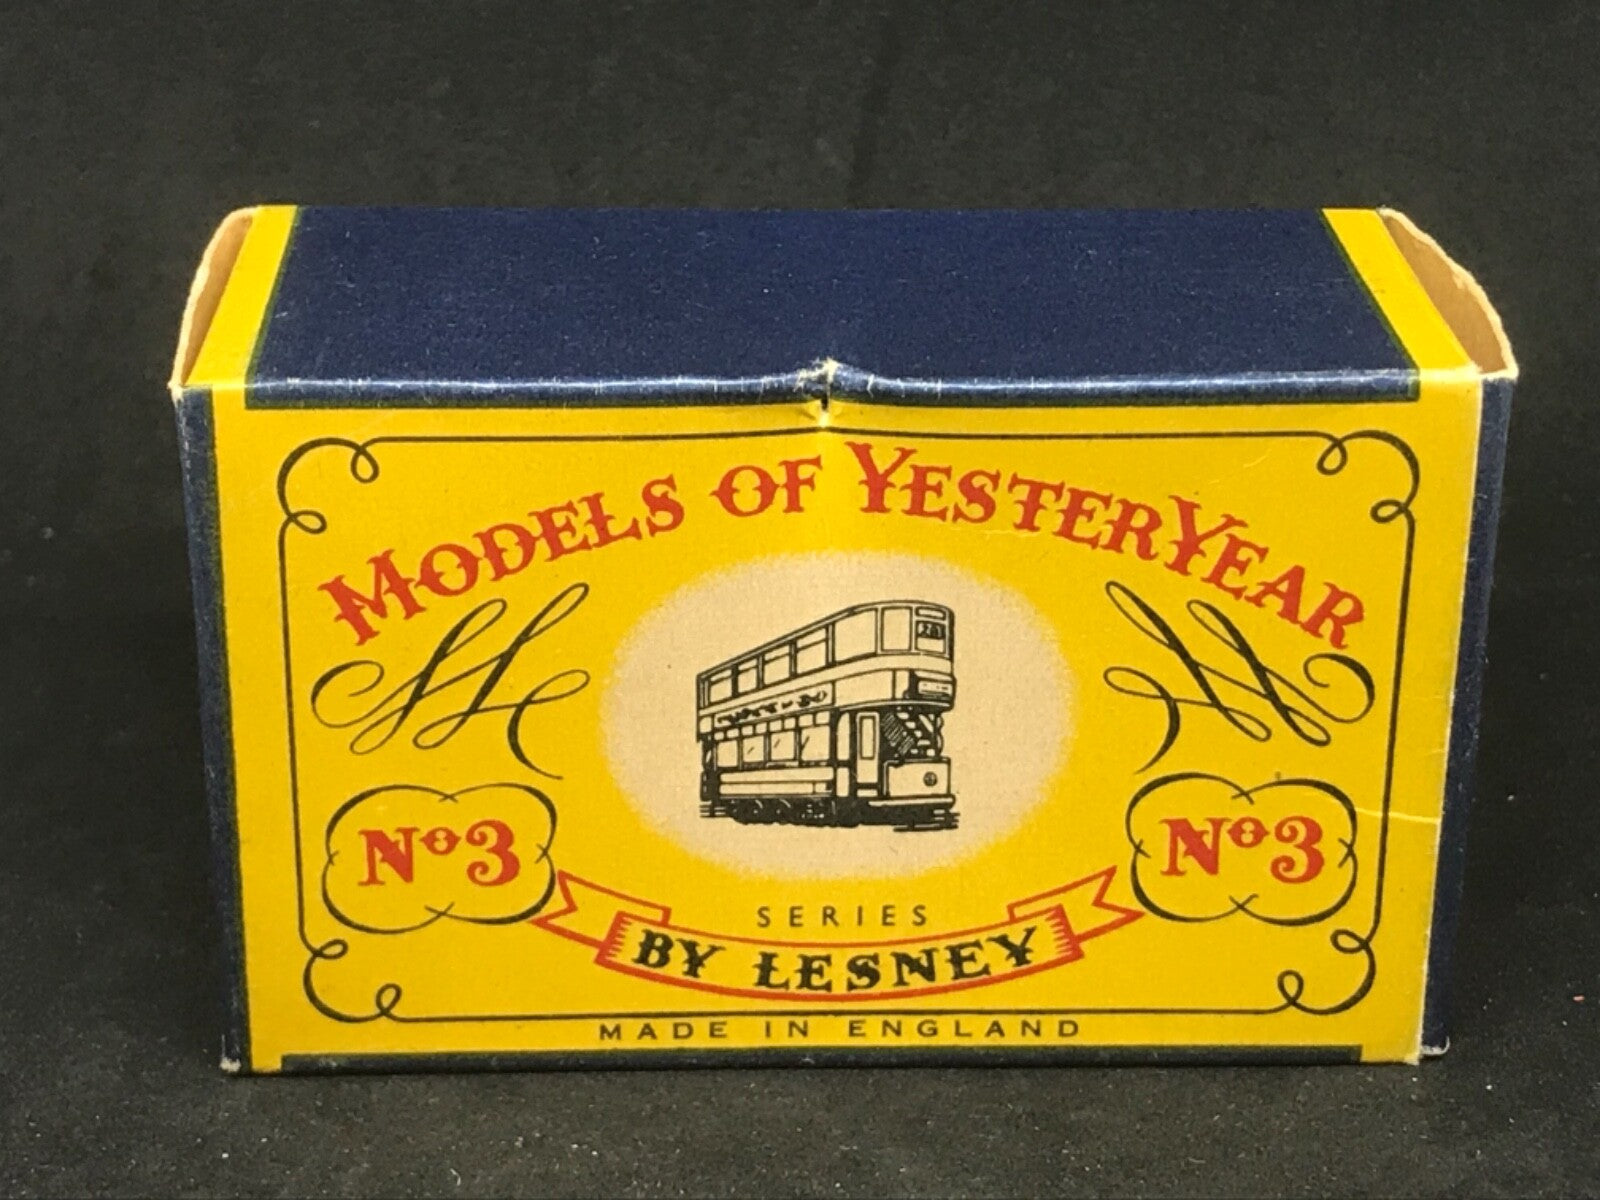 MODELS OF YESTERYEAR
Nº3
Nº3
SERIES
BY LESNEY
MADE IN ENGLAND